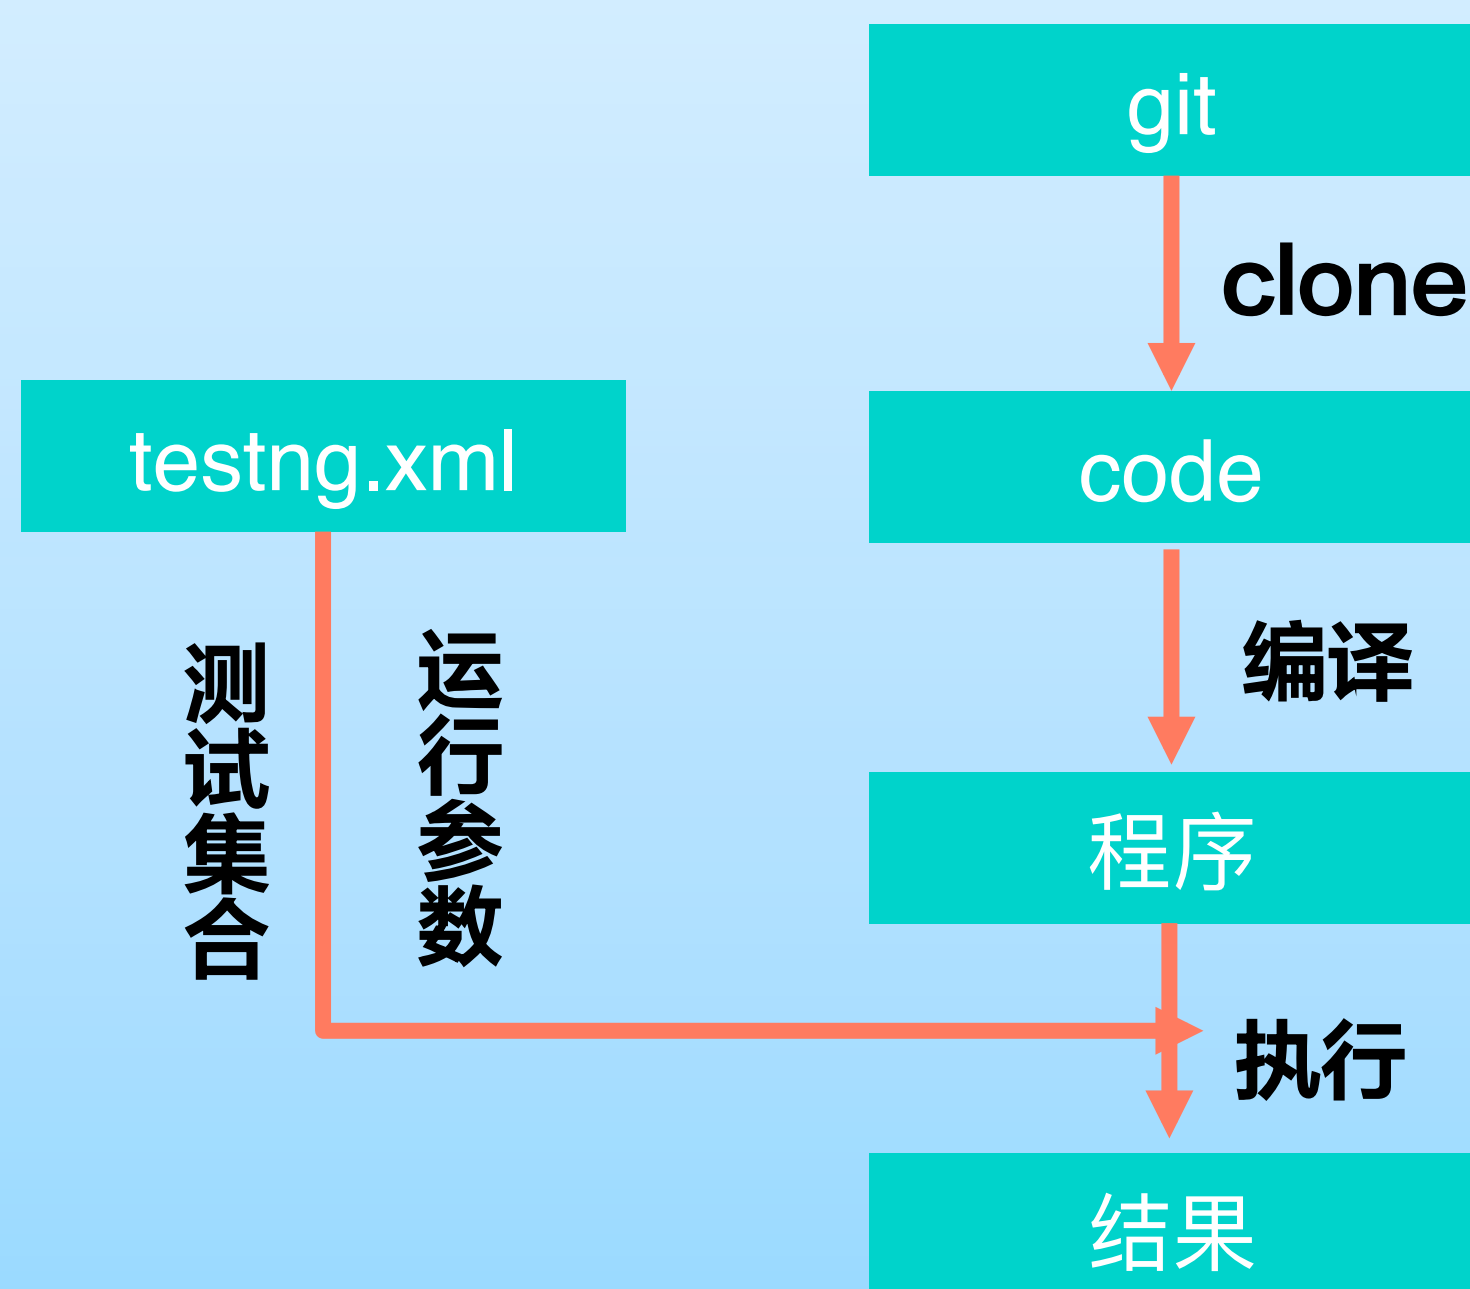 git
clone
testng.xml
code
测试集合
运行参数
编译
程序
执行
结果